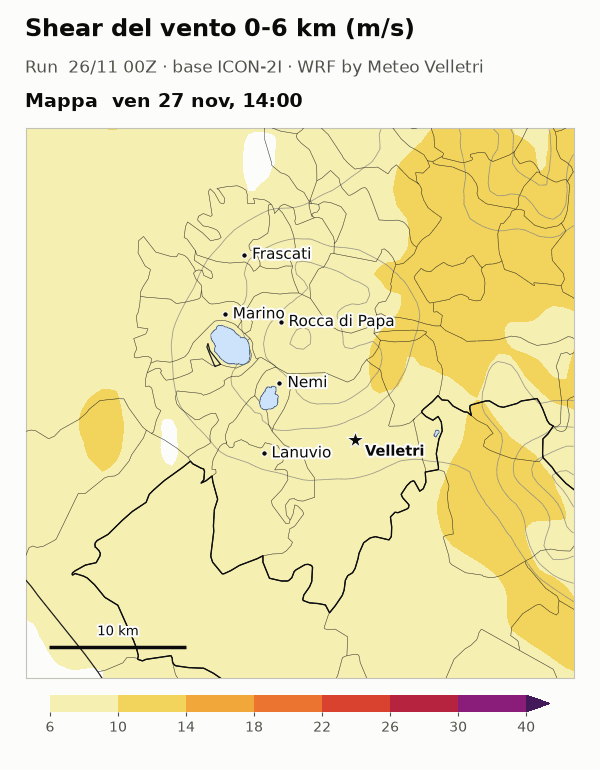 Shear del vento 0-6 km (m/s)
Run  26/11 00Z · base ICON-2I · WRF by Meteo Velletri
Mappa  ven 27 nov, 14:00
Frascati
Marino
Rocca di Papa
Nemi
Velletri
Lanuvio
10 km
6 10 14 18 22 26 30 40